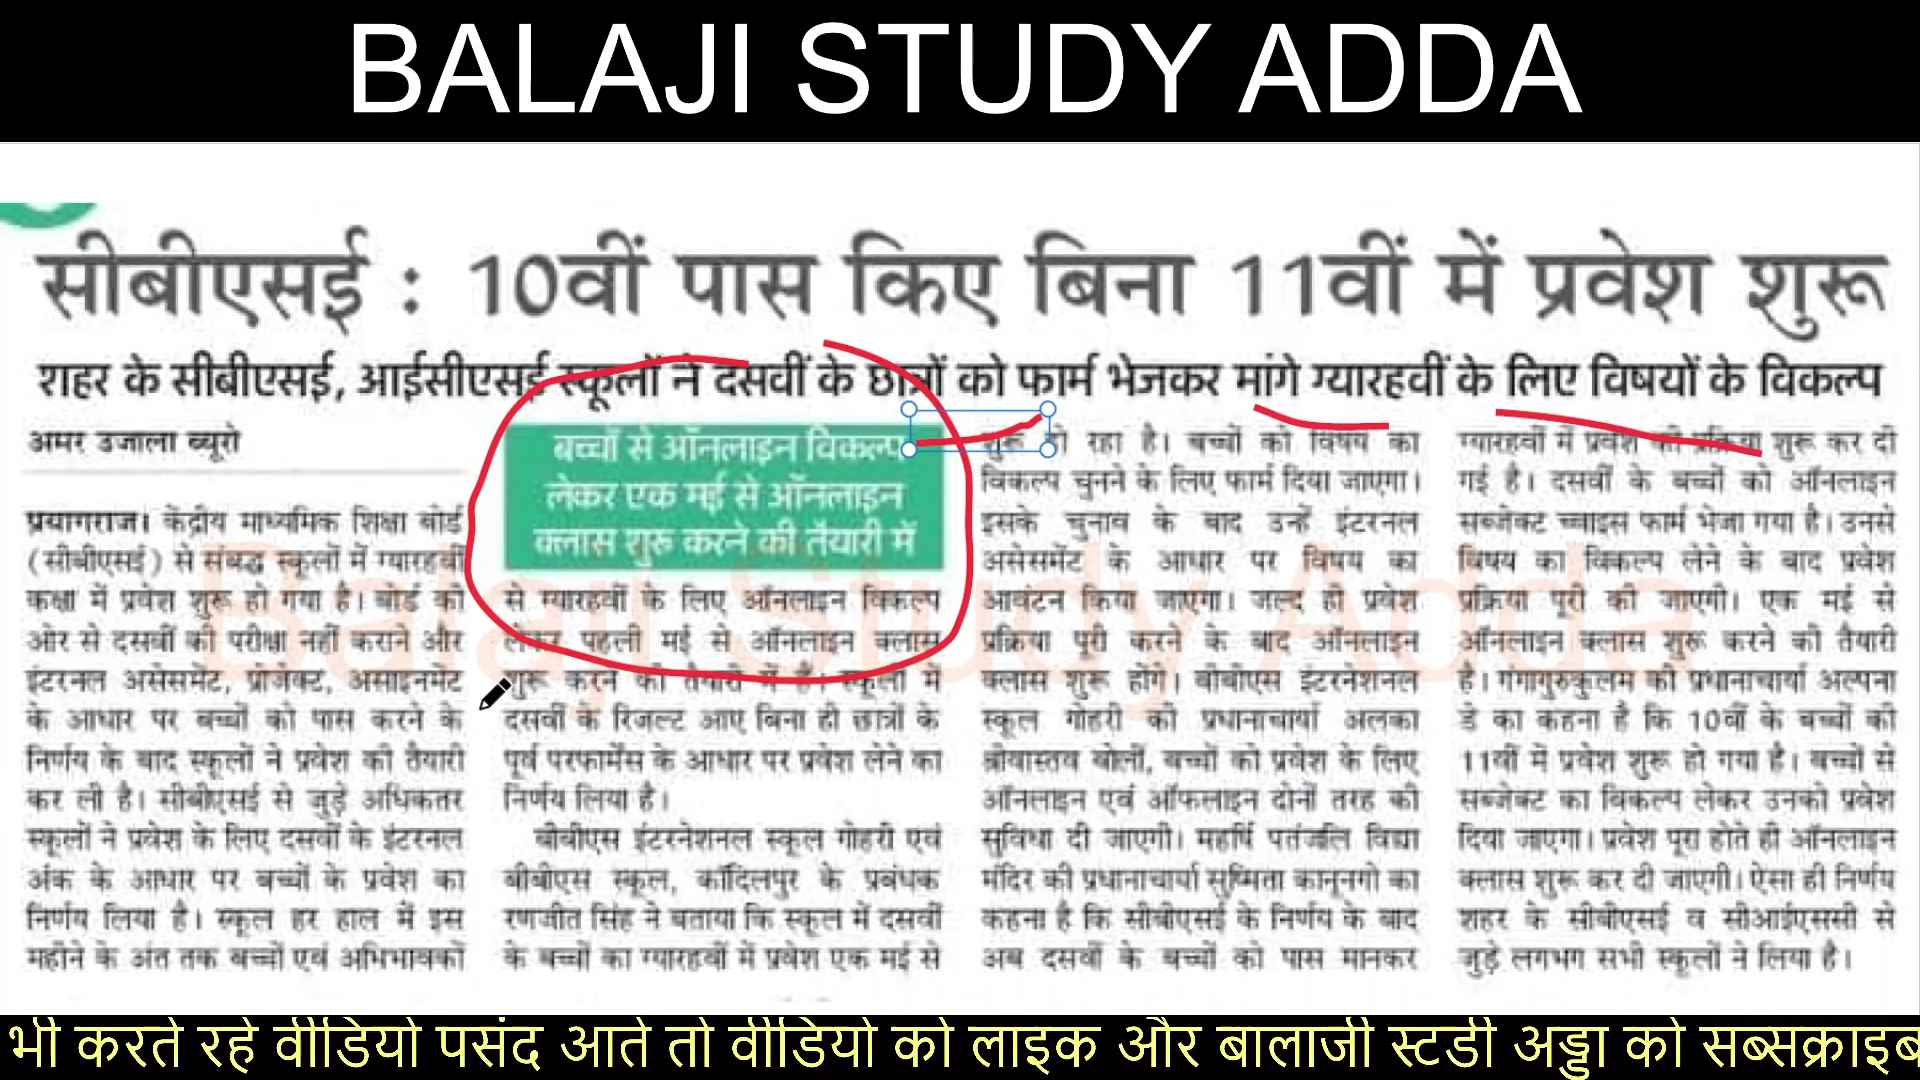 BALAJI STUDY ADDA
सीबीएसई : 10वीं पास किए बिना 11वीं में प्रवेश शुरू
शहर के सीबीएसई, आईसीएसई स्कूलों ने दसवीं के छात्रों को फार्म भेजकर मांगे ग्यारहवीं के लिए विषयों के विकल्प
अमर उजाला ब्यूरो
प्रयागराज। केंद्रीय माध्यमिक शिक्षा बोर्ड
(सीबीएसई) से संबद्ध स्कूलों में ग्यारहवीं
कक्षा में प्रवेश शुरू हो गया है। बोर्ड की
ओर से दसवीं की परीक्षा नहीं कराने और
इंटरनल असेसमेंट, प्रोजेक्ट, असाइनमेंट
के आधार पर बच्चों को पास करने के
निर्णय के बाद स्कूलों ने प्रवेश की तैयारी
कर ली है। सीबीएसई से जुड़े अधिकतर
स्कूलों ने प्रवेश के लिए दसवीं के इंटरनल
अंक के आधार पर बच्चों के प्रवेश का
निर्णय लिया है। स्कूल हर हाल में इस
महीने के अंत तक बच्चों एवं अभिभावकों
बच्चों से ऑनलाइन विकल्प
लेकर एक मई से ऑनलाइन
क्लास शुरू करने की तैयारी में
से ग्यारहवीं के लिए ऑनलाइन विकल्प
लेकर पहली मई से ऑनलाइन क्लास
शुरू करने की तैयारी में हैं। स्कूलों में
दसवीं के रिजल्ट आए बिना ही छात्रों के
पूर्व परफार्मेंस के आधार पर प्रवेश लेने का
निर्णय लिया है।
बीबीएस इंटरनेशनल स्कूल गोहरी एवं
बीबीएस स्कूल, कॉदिलपुर के प्रबंधक
रणजीत सिंह ने बताया कि स्कूल में दसवीं
के बच्चों का ग्यारहवीं में प्रवेश एक मई से
शुरू हो रहा है। बच्चों को विषय का
विकल्प चुनने के लिए फार्म दिया जाएगा।
इसके चुनाव के बाद उन्हें इंटरनल
असेसमेंट के आधार पर विषय का
आवंटन किया जाएगा। जल्द ही प्रवेश
प्रक्रिया पूरी करने के बाद ऑनलाइन
क्लास शुरू होंगे। बीबीएस इंटरनेशनल
स्कूल गोहरी की प्रधानाचार्या अलका
श्रीवास्तव बोलीं, बच्चों को प्रवेश के लिए
ऑनलाइन एवं ऑफलाइन दोनों तरह की
सुविधा दी जाएगी। महर्षि पतंजलि विद्या
मंदिर की प्रधानाचार्या सुष्मिता कानूनगो का
कहना है कि सीबीएसई के निर्णय के बाद
अब दसवीं के बच्चों को पास मानकर
ग्यारहवीं में प्रवेश की प्रक्रिया शुरू कर दी
गई है। दसवीं के बच्चों को ऑनलाइन
सब्जेक्ट च्वाइस फार्म भेजा गया है। उनसे
विषय का विकल्प लेने के बाद प्रवेश
प्रक्रिया पूरी की जाएगी। एक मई से
ऑनलाइन क्लास शुरू करने की तैयारी
है। गंगागुरुकुलम की प्रधानाचार्या अल्पना
डे का कहना है कि 10वीं के बच्चों की
11वीं में प्रवेश शुरू हो गया है। बच्चों से
सब्जेक्ट का विकल्प लेकर उनको प्रवेश
दिया जाएगा। प्रवेश पूरा होते ही ऑनलाइन
क्लास शुरू कर दी जाएगी। ऐसा ही निर्णय
शहर के सीबीएसई व सीआईएससी से
जुड़े लगभग सभी स्कूलों ने लिया है।
Balaji Study Adda
भी करते रहे वीडियो पसंद आते तो वीडियो को लाइक और बालाजी स्टडी अड्डा को सब्सक्राइब